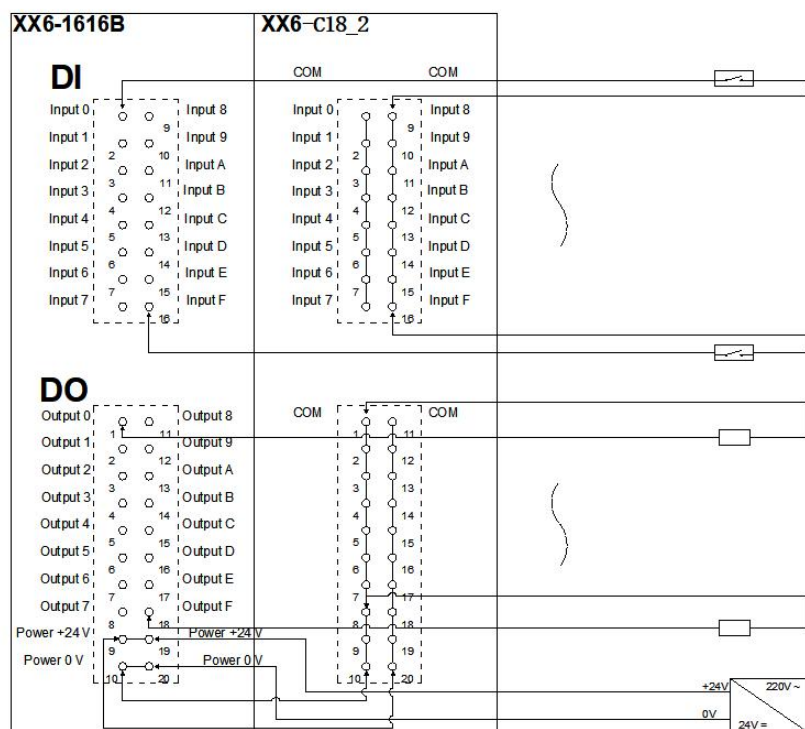 XX6-1616B XX6-C18_2
DI COM COM
Input 0 Input 8 Input 0 Input 8
9 9
Input 1 Input 9 Input 1 Input 9
2 10 2 10
Input 2 Input A Input 2 Input A
3 11 3 11
Input 3 Input B Input 3 Input B
4 12 4 12
Input 4 Input C Input 4 Input C
5 13 5 13
Input 5 Input D Input 5 Input D
6 14 6 14
Input 6 Input E Input 6 Input E
7 15 7 15
Input 7 Input F Input 7 Input F
16 16
DO
Output 0 Output 8 COM COM
1 11 1 11
Output 1 Output 9
2 12 2 12
Output 2 Output A
3 13 3 13
Output 3 Output B
4 14 4 14
Output 4 Output C
5 15 5 15
Output 5 Output D
6 16 6 16
Output 6 Output E
7 17 7 17
Output 7 Output F
8 18 8 18
Power +24 V Power +24 V
9 19 9 19
Power 0 V Power 0 V
10 20 10 20
+24V 220V ~
0V 24V =